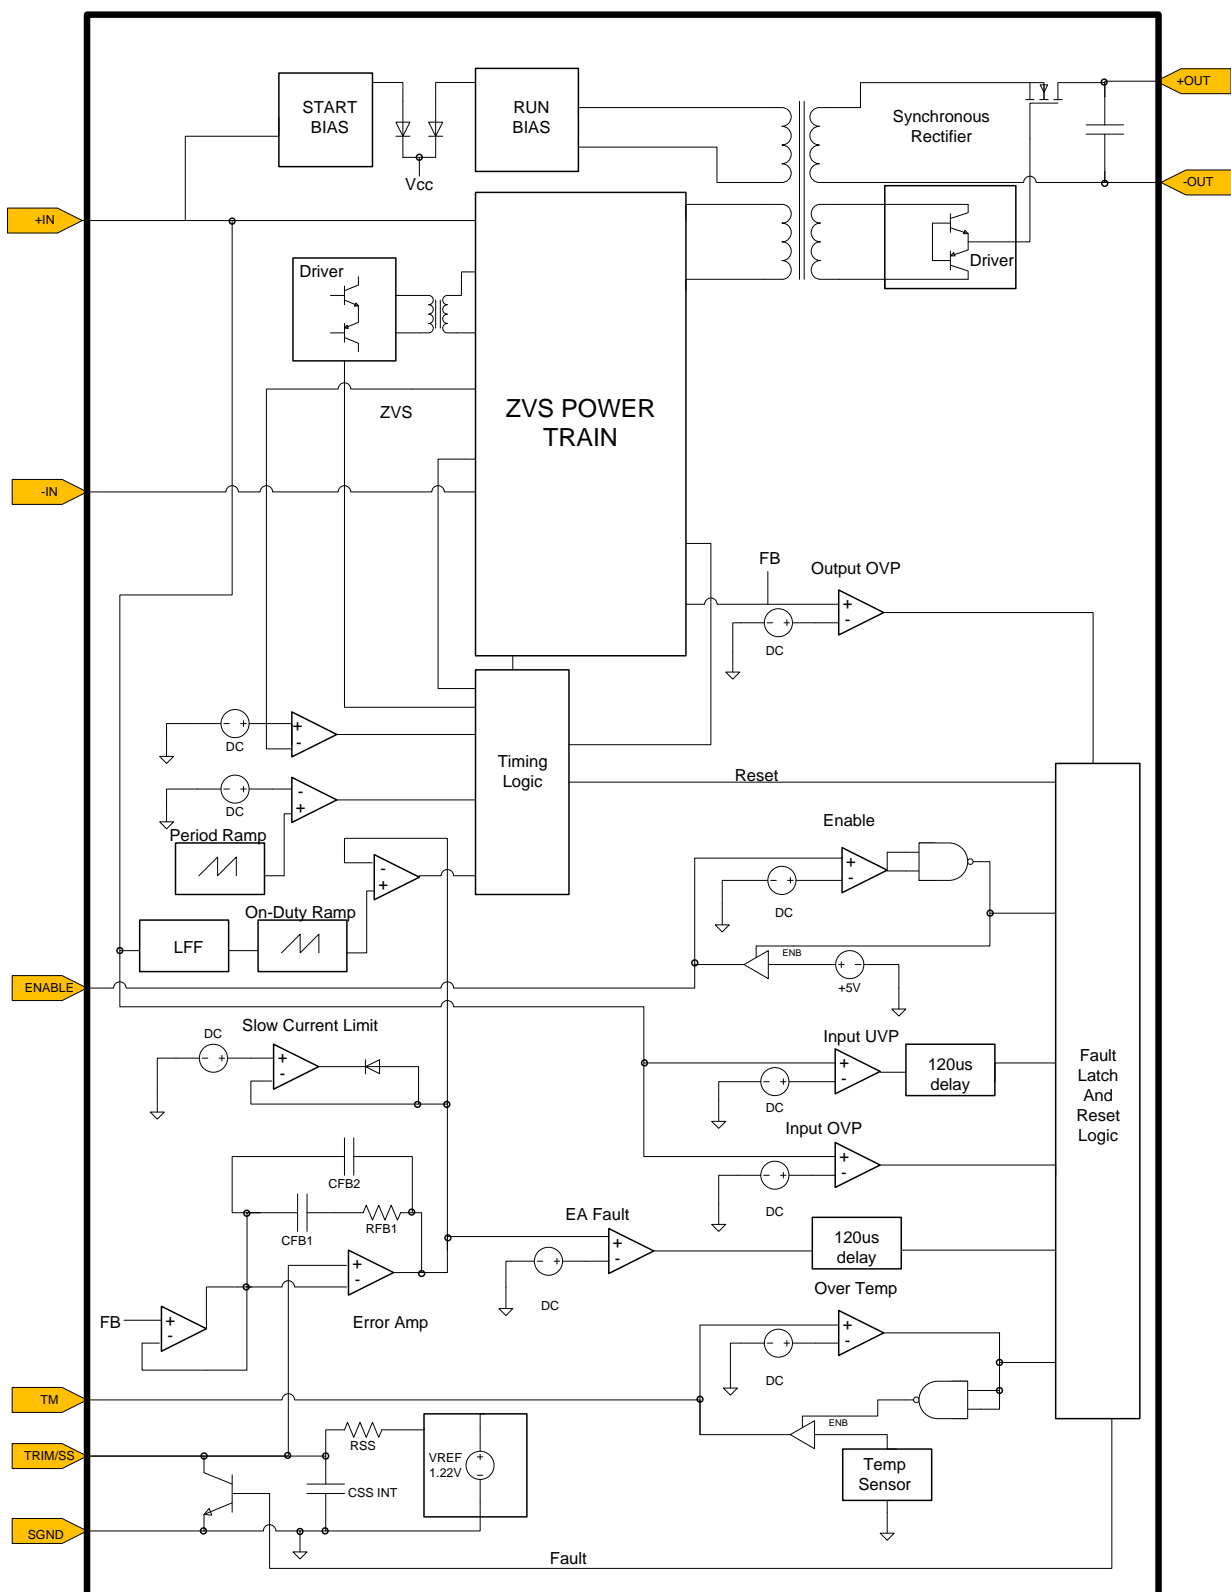 START
BIAS
RUN
BIAS
Vcc
Synchronous
Rectifier
+OUT
-OUT
+IN
Driver
Driver
ZVS
ZVS POWER
TRAIN
-IN
FB
Output OVP
+
-
- +
DC
- +
DC
+
-
Timing
Logic
Reset
- +
DC
-
+
Period Ramp
Enable
+
-
- +
DC
-
+
On-Duty Ramp
LFF
ENB
+ -
+5V
ENABLE
Slow Current Limit
DC
- +
+
-
Input UVP
+
-
- +
DC
120us
delay
Fault
Latch
And
Reset
Logic
Input OVP
+
-
- +
DC
CFB2
CFB1
RFB1
EA Fault
+
-
- +
DC
120us
delay
+
-
Error Amp
FB
+
-
Over Temp
+
-
- +
DC
TM
ENB
TRIM/SS
RSS
VREF
1.22V
+
-
CSS INT
Temp
Sensor
SGND
Fault